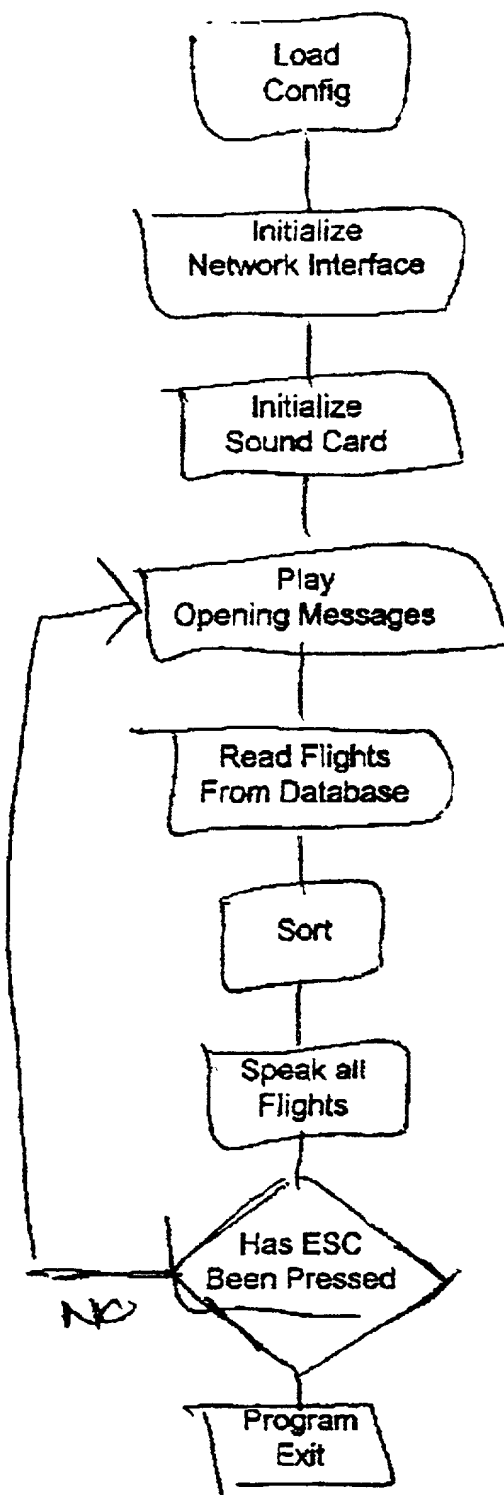 Load
Config
Initialize
Network Interface
Initialize
Sound Card
Play
Opening Messages
Read Flights
From Database
Sort
Speak all
Flights
Has ESC
Been Pressed
NO
Program
Exit